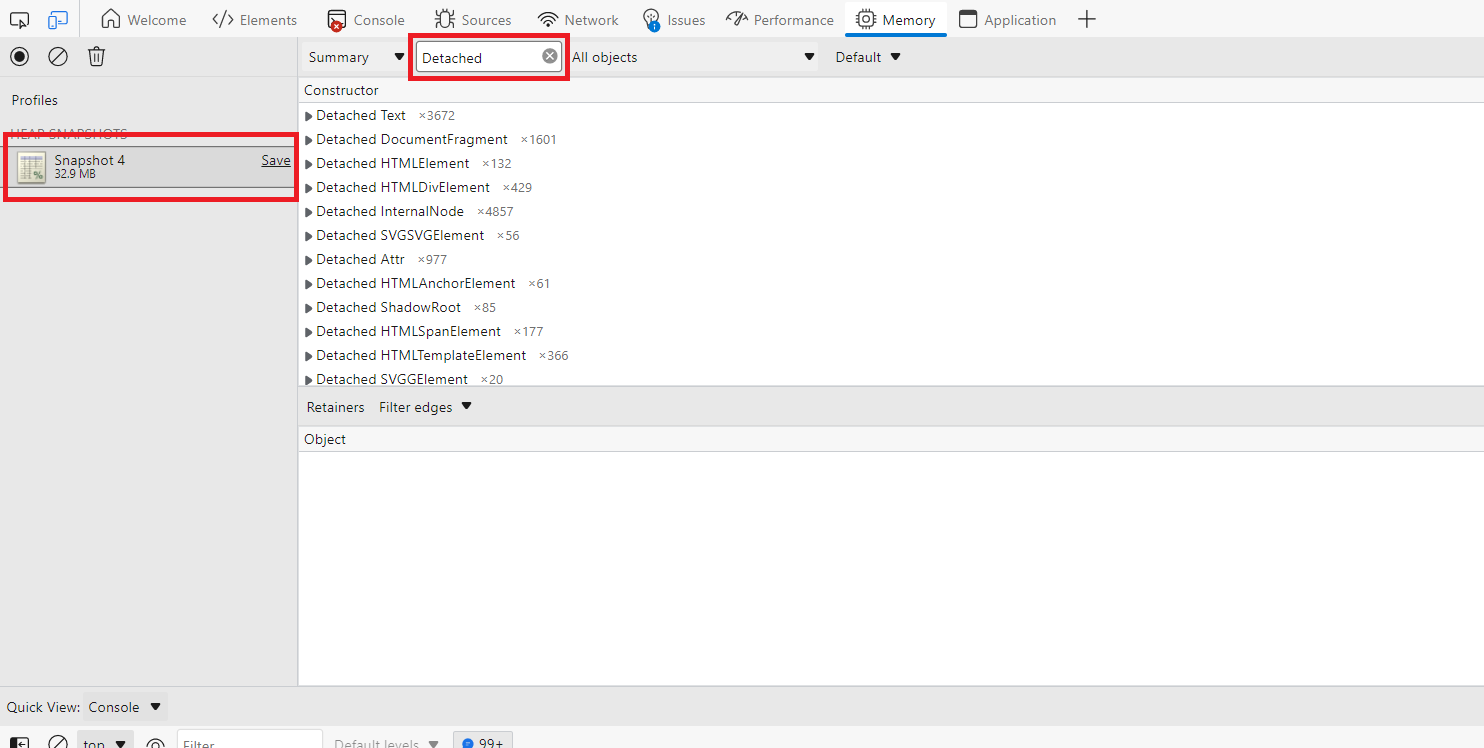 Welcome Elements Console Sources Network Issues Performance Memory Application
Summary Detached All objects Default
Profiles
Constructor
HEAP SNAPSHOTS
Snapshot 4 Save
32.9 MB
Detached Text ×3672
Detached DocumentFragment ×1601
Detached HTMLElement ×132
Detached HTMLDivElement ×429
Detached InternalNode ×4857
Detached SVGSVGElement ×56
Detached Attr ×977
Detached HTMLAnchorElement ×61
Detached ShadowRoot ×85
Detached HTMLSpanElement ×177
Detached HTMLTemplateElement ×366
Detached SVGGElement ×20
Retainers Filter edges
Object
Quick View: Console
top Filter Default levels 99+